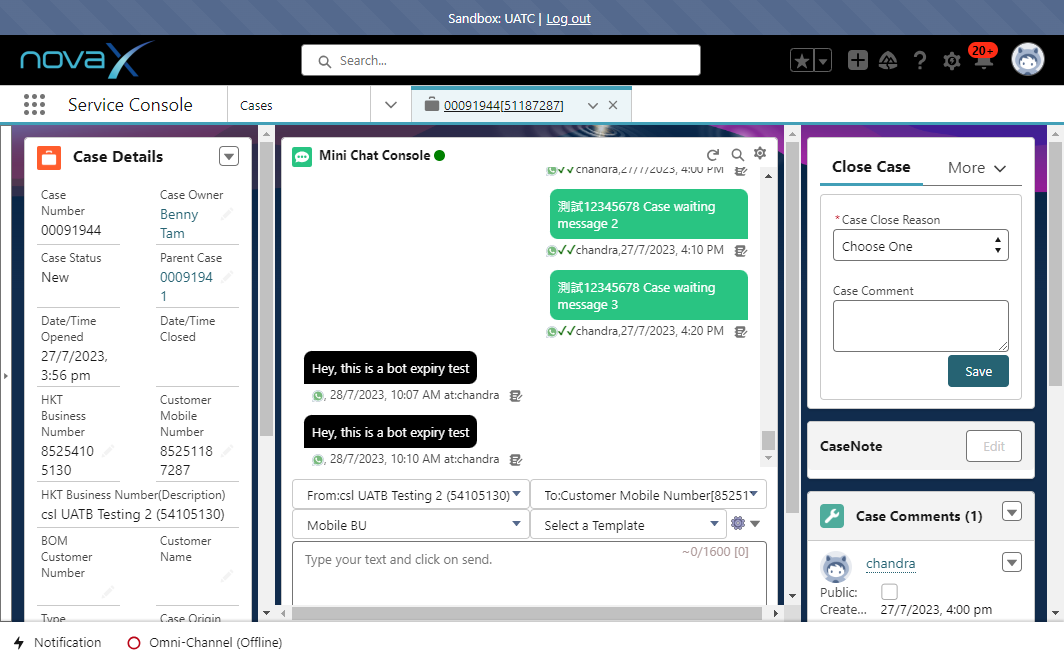 Sandbox: UATC | Log out
novaX
Search...
20+
Service Console
Cases
00091944[51187287]
Case Details
Case Number
Case Owner
00091944
Benny Tam
Case Status
Parent Case
New
00091941
Date/Time Opened
Date/Time Closed
27/7/2023, 3:56 pm
HKT Business Number
Customer Mobile Number
85254105130
85251187287
HKT Business Number(Description)
csl UATB Testing 2 (54105130)
BOM Customer Number
Customer Name
Type
Case Origin
Mini Chat Console
chandra,27/7/2023, 4:00 PM
測試12345678 Case waiting
message 2
chandra,27/7/2023, 4:10 PM
測試12345678 Case waiting
message 3
chandra,27/7/2023, 4:20 PM
Hey, this is a bot expiry test
, 28/7/2023, 10:07 AM at:chandra
Hey, this is a bot expiry test
, 28/7/2023, 10:10 AM at:chandra
From:csl UATB Testing 2 (54105130)
To:Customer Mobile Number[85251
Mobile BU
Select a Template
~0/1600 [0]
Type your text and click on send.
Close Case
More
*Case Close Reason
Choose One
Case Comment
Save
CaseNote
Edit
Case Comments (1)
chandra
Public:
Create...
27/7/2023, 4:00 pm
Notification
Omni-Channel (Offline)